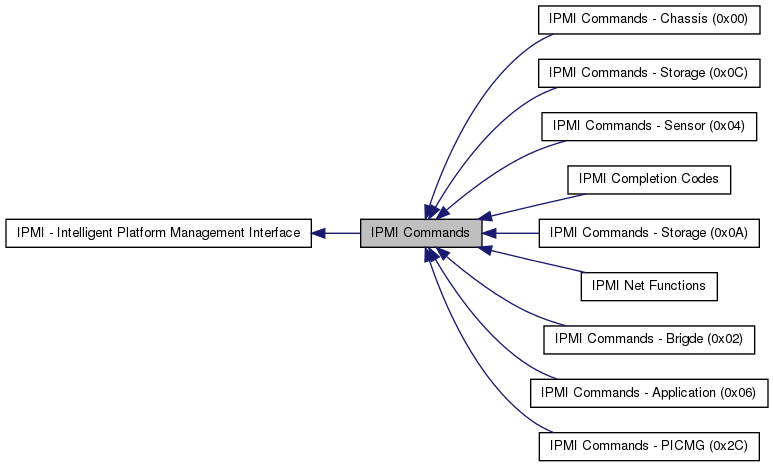 IPMI Commands - Chassis (0x00)
IPMI Commands - Storage (0x0C)
IPMI Commands - Sensor (0x04)
IPMI Completion Codes
IPMI - Intelligent Platform Management Interface
IPMI Commands
IPMI Commands - Storage (0x0A)
IPMI Net Functions
IPMI Commands - Brigde (0x02)
IPMI Commands - Application (0x06)
IPMI Commands - PICMG (0x2C)